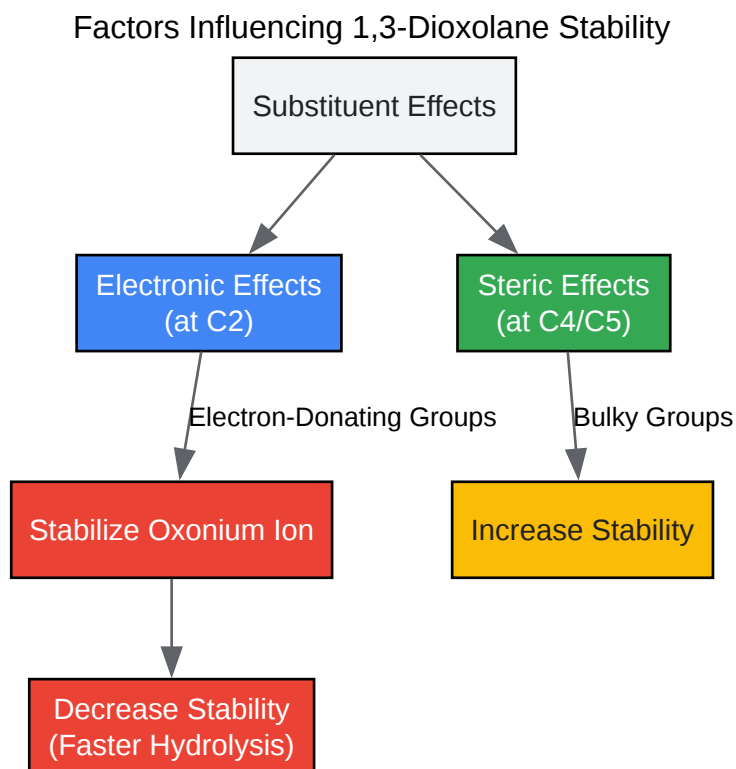 Factors Influencing 1,3-Dioxolane Stability
Substituent Effects
Electronic Effects
(at C2)
Steric Effects
(at C4/C5)
Electron-Donating Groups
Bulky Groups
Stabilize Oxonium Ion
Increase Stability
Decrease Stability
(Faster Hydrolysis)